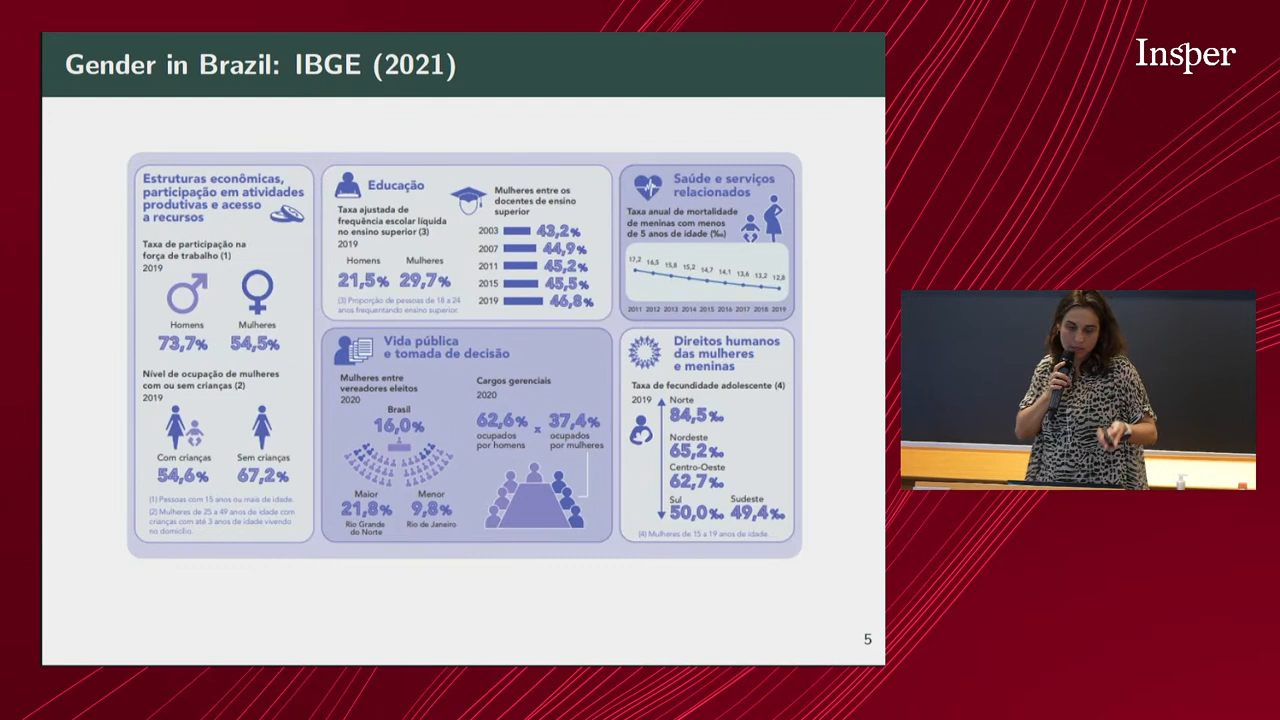 Gender in Brazil: IBGE (2021)
Insper
Estruturas econômicas,
participação em atividades
produtivas e acesso
a recursos
Taxa de participação na
força de trabalho (1)
2019
Homens
Mulheres
73,7%
54,5%
Nível de ocupação de mulheres
com ou sem crianças (2)
2019
Com crianças
Sem crianças
54,6%
67,2%
(1) Pessoas com 15 anos ou mais de idade.
(2) Mulheres de 25 a 49 anos de idade com
crianças com até 3 anos de idade vivendo
no domicílio.
Educação
Taxa ajustada de
frequência escolar líquida
no ensino superior (3)
2019
Homens
Mulheres
21,5%
29,7%
(3) Proporção de pessoas de 18 a 24
anos frequentando ensino superior.
Mulheres entre os
docentes de ensino
superior
2003 43,2%
2007 44,9%
2011 45,2%
2015 45,5%
2019 46,8%
Saúde e serviços
relacionados
Taxa anual de mortalidade
de meninas com menos
de 5 anos de idade (‰)
17,2 16,5 15,8 15,2 14,7 14,1 13,6 13,2 12,8
2011 2012 2013 2014 2015 2016 2017 2018 2019
Vida pública
e tomada de decisão
Mulheres entre
vereadores eleitos
2020
Brasil
16,0%
Maior
Menor
21,8%
9,8%
Rio Grande
do Norte
Rio de Janeiro
Cargos gerenciais
2020
62,6% x 37,4%
ocupados
por homens
ocupados
por mulheres
Direitos humanos
das mulheres
e meninas
Taxa de fecundidade adolescente (4)
2019
Norte
84,5‰
Nordeste
65,2‰
Centro-Oeste
62,7‰
Sul
Sudeste
50,0‰
49,4‰
(4) Mulheres de 15 a 19 anos de idade.
5